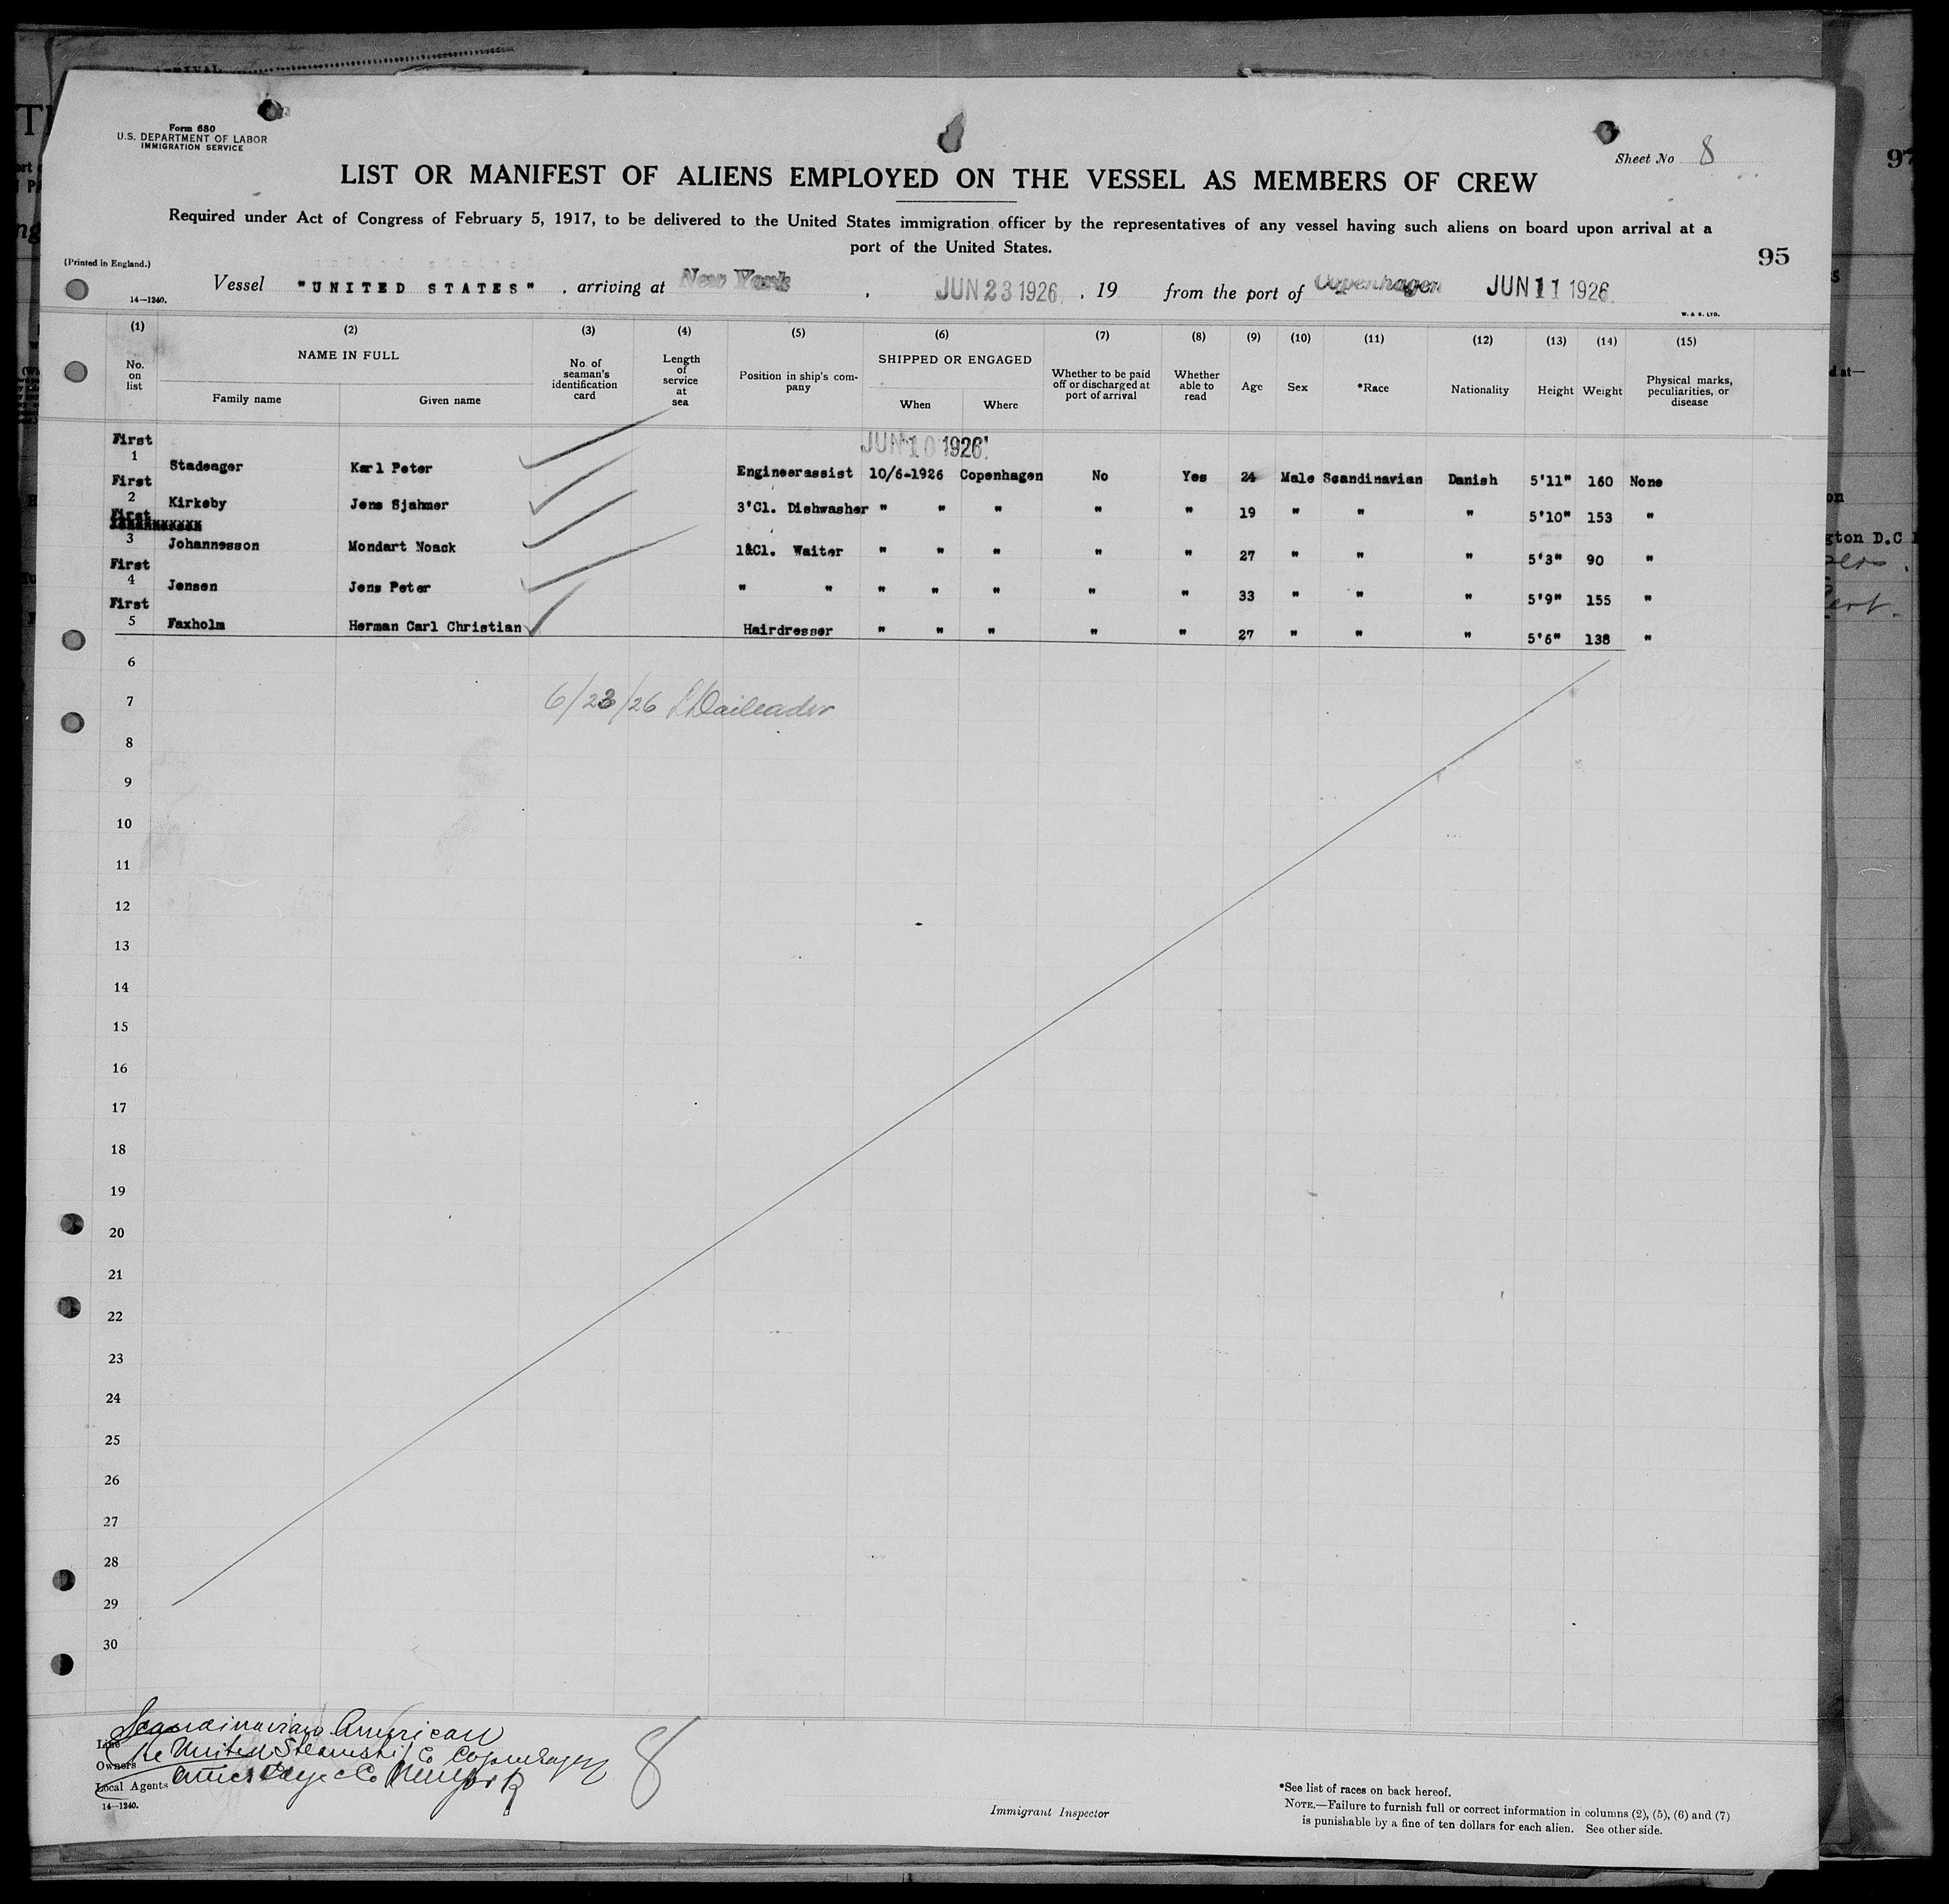 Form 680
U.S. DEPARTMENT OF LABOR
IMMIGRATION SERVICE
Sheet No 8
LIST OR MANIFEST OF ALIENS EMPLOYED ON THE VESSEL AS MEMBERS OF CREW
Required under Act of Congress of February 5, 1917, to be delivered to the United States immigration officer by the representatives of any vessel having such aliens on board upon arrival at a
port of the United States.
95
(Printed in England.)
Vessel "UNITED STATES" , arriving at New York , JUN 23 1926 , 19 from the port of Copenhagen JUN 11 1926
14—1240.
W. & S. LTD.
(1) (2) (3) (4) (5) (6) (7) (8) (9) (10) (11) (12) (13) (14) (15)
No. on list NAME IN FULL Family name Given name No. of seaman's identification card Length of service at sea Position in ship's company SHIPPED OR ENGAGED When Where Whether to be paid off or discharged at port of arrival Whether able to read Age Sex *Race Nationality Height Weight Physical marks, peculiarities, or disease
JUN 10 1926
First
1 Stadeager Karl Peter Engineerassist 10/6-1926 Copenhagen No Yes 24 Male Scandinavian Danish 5'11" 160 None
First
2 Kirkeby Jens Sjahmer 3'Cl. Dishwasher " " " " " 19 " " " 5'10" 153 "
First
3 Johannesson Mondart Noack 1&Cl. Waiter " " " " " 27 " " " 5'3" 90 "
First
4 Jensen Jens Peter " " " " " " " 33 " " " 5'9" 155 "
First
5 Faxholm Herman Carl Christian Hairdresser " " " " " 27 " " " 5'6" 138 "
6
7
6/23/26
8
9
10
11
12
13
14
15
16
17
18
19
20
21
22
23
24
25
26
27
28
29
30
Line Scandinavian American
Owners The United Steamship Co Copenhagen
Local Agents New York
8
14—1240.
Immigrant Inspector
*See list of races on back hereof.
NOTE.—Failure to furnish full or correct information in columns (2), (5), (6) and (7)
is punishable by a fine of ten dollars for each alien. See other side.
97
gton D.C